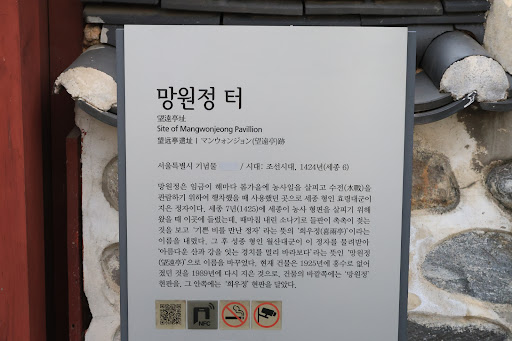 망원정 터
望遠亭址
Site of Mangwonjeong Pavillion
望远亭遗址 | マンウォンジョン(望遠亭)跡
서울특별시 기념물 / 시대: 조선시대, 1424년(세종 6)
망원정은 임금이 해마다 봄가을에 농사일을 살피고 수전(水戰)을
관람하기 위하여 행차했을 때 사용했던 곳으로 세종 형인 효령대군이
지은 정자이다. 세종 7년(1425)에 세종이 농사 형편을 살피기 위해
왔을 때 이곳에 들렀는데, 때마침 내린 소나기로 들판이 촉촉이 젖는
것을 보고 '기쁜 비를 만난 정자' 라는 뜻의 '희우정(喜雨亭)'이라는
이름을 내렸다. 그 후 성종 형인 월산대군이 이 정자를 물려받아
'아름다운 산과 강을 잇는 경치를 멀리 바라보다'라는 뜻인 '망원정
(望遠亭)'으로 이름을 바꾸었다. 현재 건물은 1925년에 홍수로 없어
졌던 것을 1989년에 다시 지은 것으로, 건물의 바깥쪽에는 '망원정'
현판을, 그 안쪽에는 '희우정' 현판을 달았다.
NFC